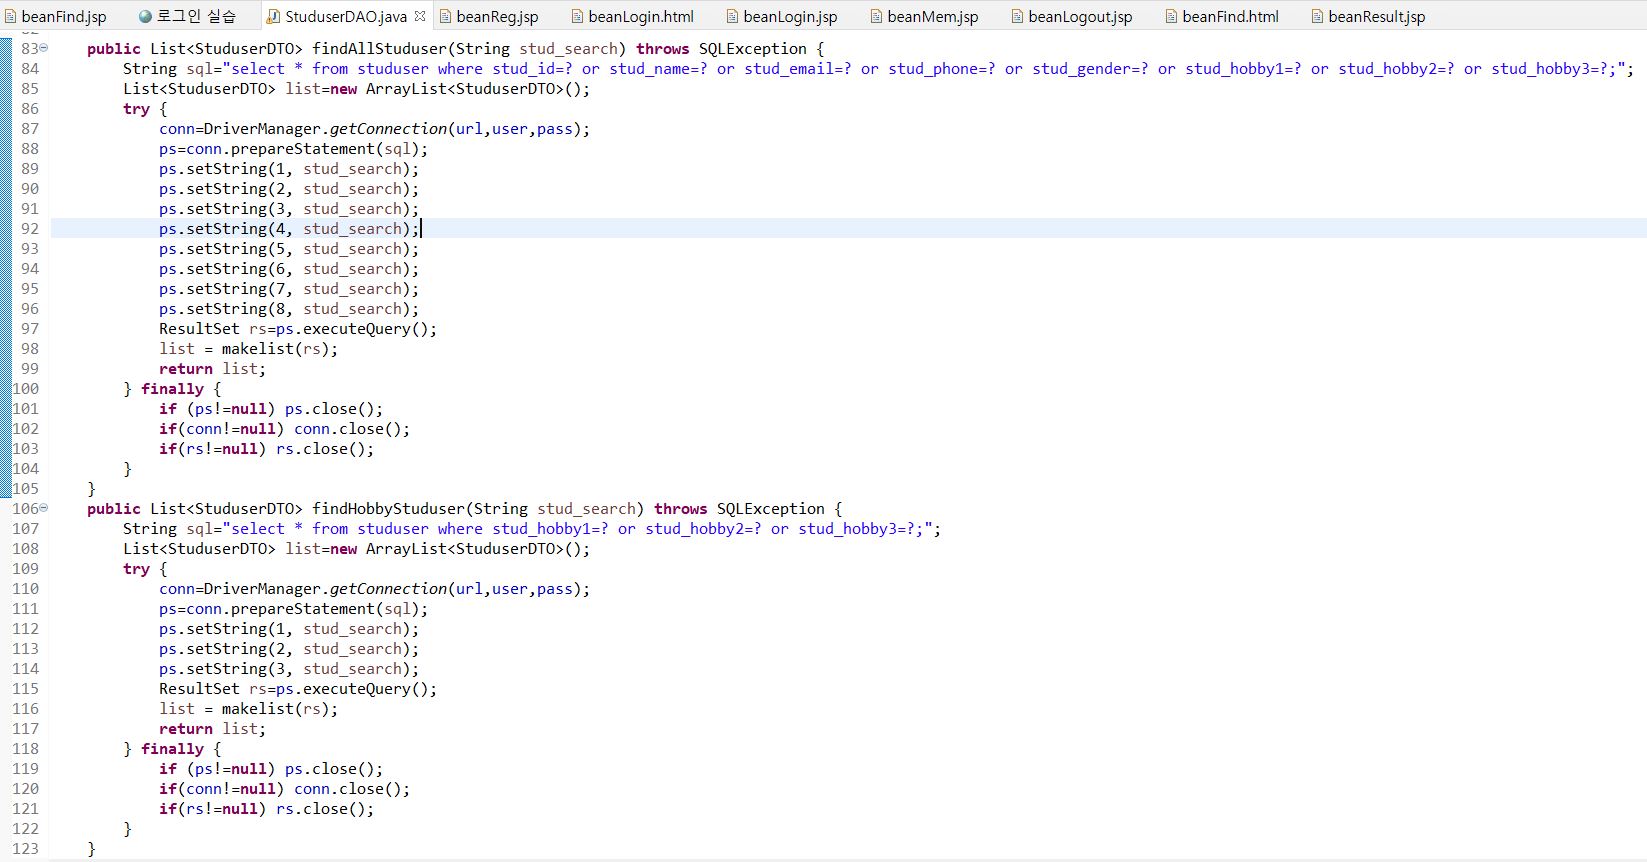 beanFind.jsp 로그인 실습 StuduserDAO.java beanReg.jsp beanLogin.html beanLogin.jsp beanMem.jsp beanLogout.jsp beanFind.html beanResult.jsp
82
83 public List<StuduserDTO> findAllStuduser(String stud_search) throws SQLException {
84 String sql="select * from studuser where stud_id=? or stud_name=? or stud_email=? or stud_phone=? or stud_gender=? or stud_hobby1=? or stud_hobby2=? or stud_hobby3=?;";
85 List<StuduserDTO> list=new ArrayList<StuduserDTO>();
86 try {
87 conn=DriverManager.getConnection(url,user,pass);
88 ps=conn.prepareStatement(sql);
89 ps.setString(1, stud_search);
90 ps.setString(2, stud_search);
91 ps.setString(3, stud_search);
92 ps.setString(4, stud_search);
93 ps.setString(5, stud_search);
94 ps.setString(6, stud_search);
95 ps.setString(7, stud_search);
96 ps.setString(8, stud_search);
97 ResultSet rs=ps.executeQuery();
98 list = makelist(rs);
99 return list;
100 } finally {
101 if (ps!=null) ps.close();
102 if(conn!=null) conn.close();
103 if(rs!=null) rs.close();
104 }
105 }
106 public List<StuduserDTO> findHobbyStuduser(String stud_search) throws SQLException {
107 String sql="select * from studuser where stud_hobby1=? or stud_hobby2=? or stud_hobby3=?;";
108 List<StuduserDTO> list=new ArrayList<StuduserDTO>();
109 try {
110 conn=DriverManager.getConnection(url,user,pass);
111 ps=conn.prepareStatement(sql);
112 ps.setString(1, stud_search);
113 ps.setString(2, stud_search);
114 ps.setString(3, stud_search);
115 ResultSet rs=ps.executeQuery();
116 list = makelist(rs);
117 return list;
118 } finally {
119 if (ps!=null) ps.close();
120 if(conn!=null) conn.close();
121 if(rs!=null) rs.close();
122 }
123 }